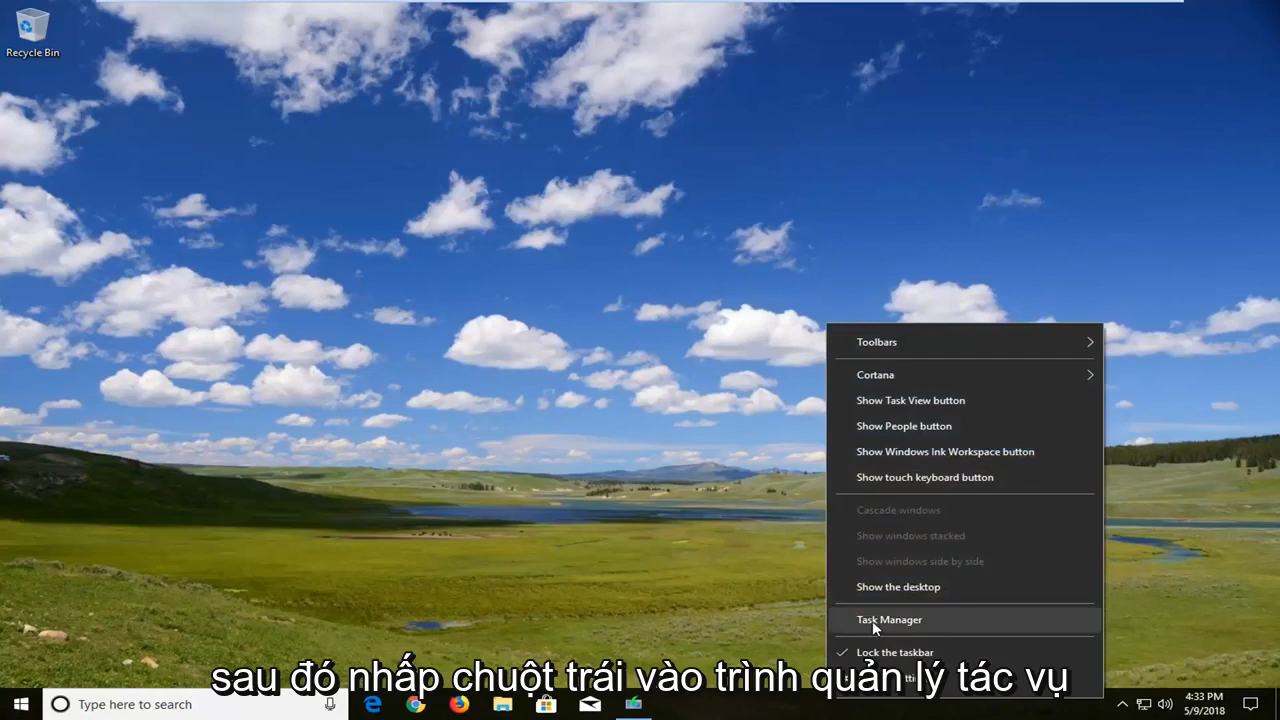 Recycle Bin
Toolbars
Cortana
Show Task View button
Show People button
Show Windows Ink Workspace button
Show touch keyboard button
Cascade windows
Show windows stacked
Show windows side by side
Show the desktop
Task Manager
Lock the taskbar
sau đó nhấp chuột trái vào trình quản lý tác vụ
Type here to search
4:33 PM
5/9/2018